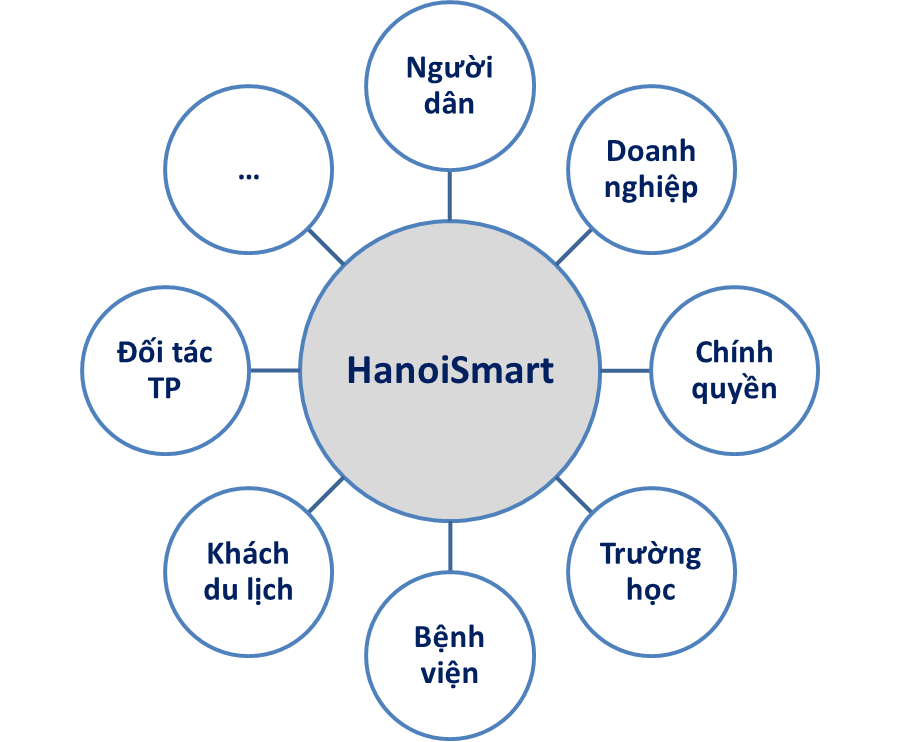 Người
dân
Doanh
nghiệp
Chính
quyền
Trường
học
Bệnh
viện
Khách
du lịch
Đối tác
TP
...
HanoiSmart